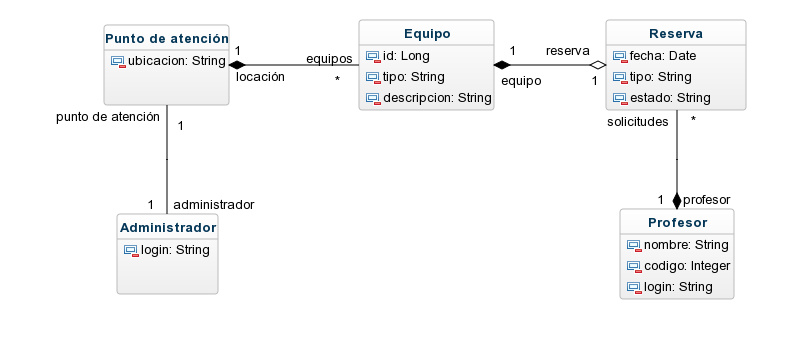 Punto de atención
ubicacion: String
1
locación
equipos
*
Equipo
id: Long
tipo: String
descripcion: String
1
equipo
reserva
1
Reserva
fecha: Date
tipo: String
estado: String
punto de atención
1
1
administrador
Administrador
login: String
solicitudes
*
1
profesor
Profesor
nombre: String
codigo: Integer
login: String